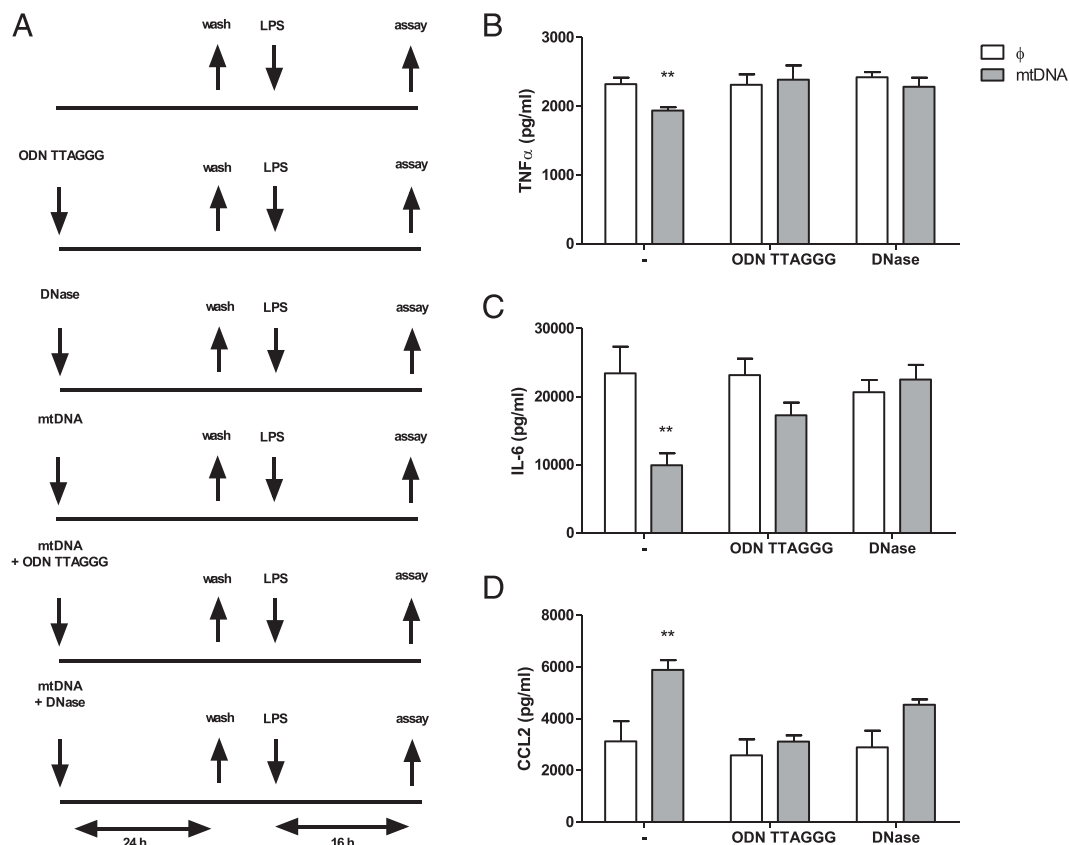 A
wash LPS assay
ODN TTAGGG
wash LPS assay
DNase
wash LPS assay
mtDNA
wash LPS assay
mtDNA
+ ODN TTAGGG
wash LPS assay
mtDNA
+ DNase
wash LPS assay
24 h 16 h
B
3000
2000
1000
0
TNFα (pg/ml)
**
- ODN TTAGGG DNase
ϕ
mtDNA
C
30000
20000
10000
0
IL-6 (pg/ml)
**
- ODN TTAGGG DNase
D
8000
6000
4000
2000
0
CCL2 (pg/ml)
**
- ODN TTAGGG DNase